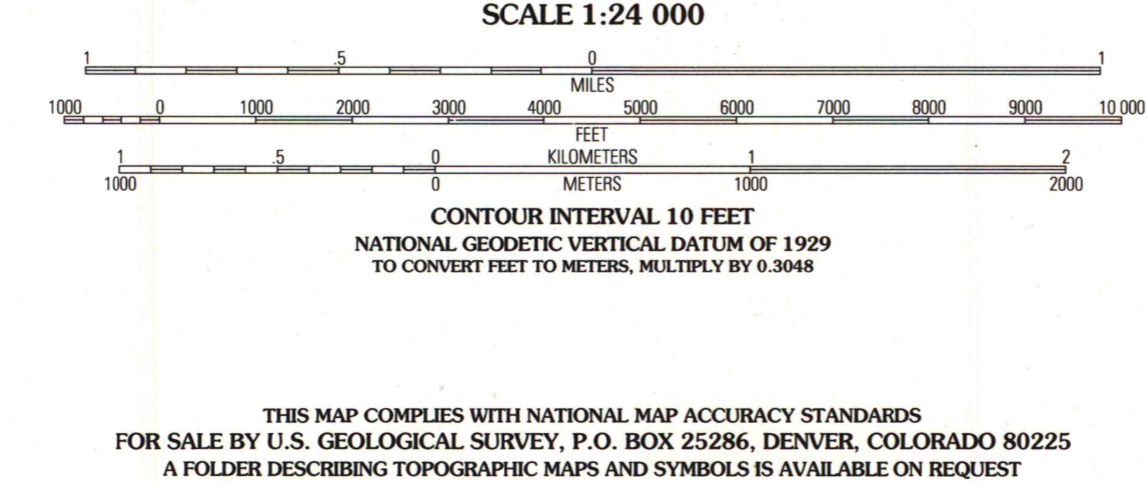 SCALE 1:24 000
1 .5 0 1
MILES
1000 0 1000 2000 3000 4000 5000 6000 7000 8000 9000 10 000
FEET
1 .5 0 KILOMETERS 1 2
1000 0 METERS 1000 2000
CONTOUR INTERVAL 10 FEET
NATIONAL GEODETIC VERTICAL DATUM OF 1929
TO CONVERT FEET TO METERS, MULTIPLY BY 0.3048
THIS MAP COMPLIES WITH NATIONAL MAP ACCURACY STANDARDS
FOR SALE BY U.S. GEOLOGICAL SURVEY, P.O. BOX 25286, DENVER, COLORADO 80225
A FOLDER DESCRIBING TOPOGRAPHIC MAPS AND SYMBOLS IS AVAILABLE ON REQUEST